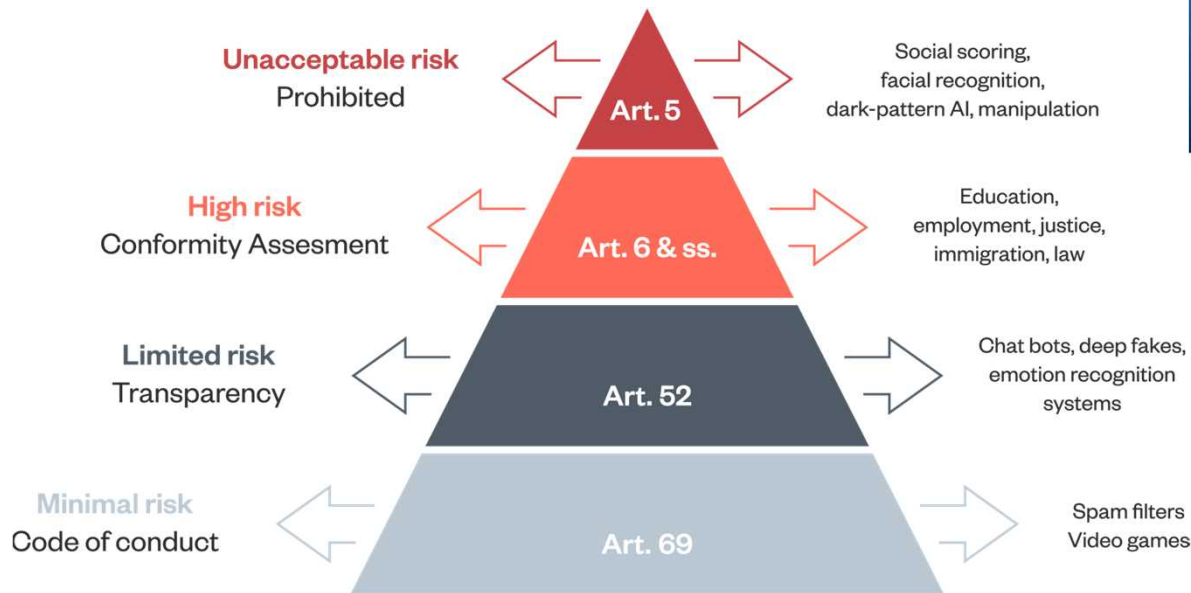 Unacceptable risk
Prohibited
Art. 5
Social scoring,
facial recognition,
dark-pattern AI, manipulation
High risk
Conformity Assesment
Art. 6 & ss.
Education,
employment, justice,
immigration, law
Limited risk
Transparency
Art. 52
Chat bots, deep fakes,
emotion recognition
systems
Minimal risk
Code of conduct
Art. 69
Spam filters
Video games